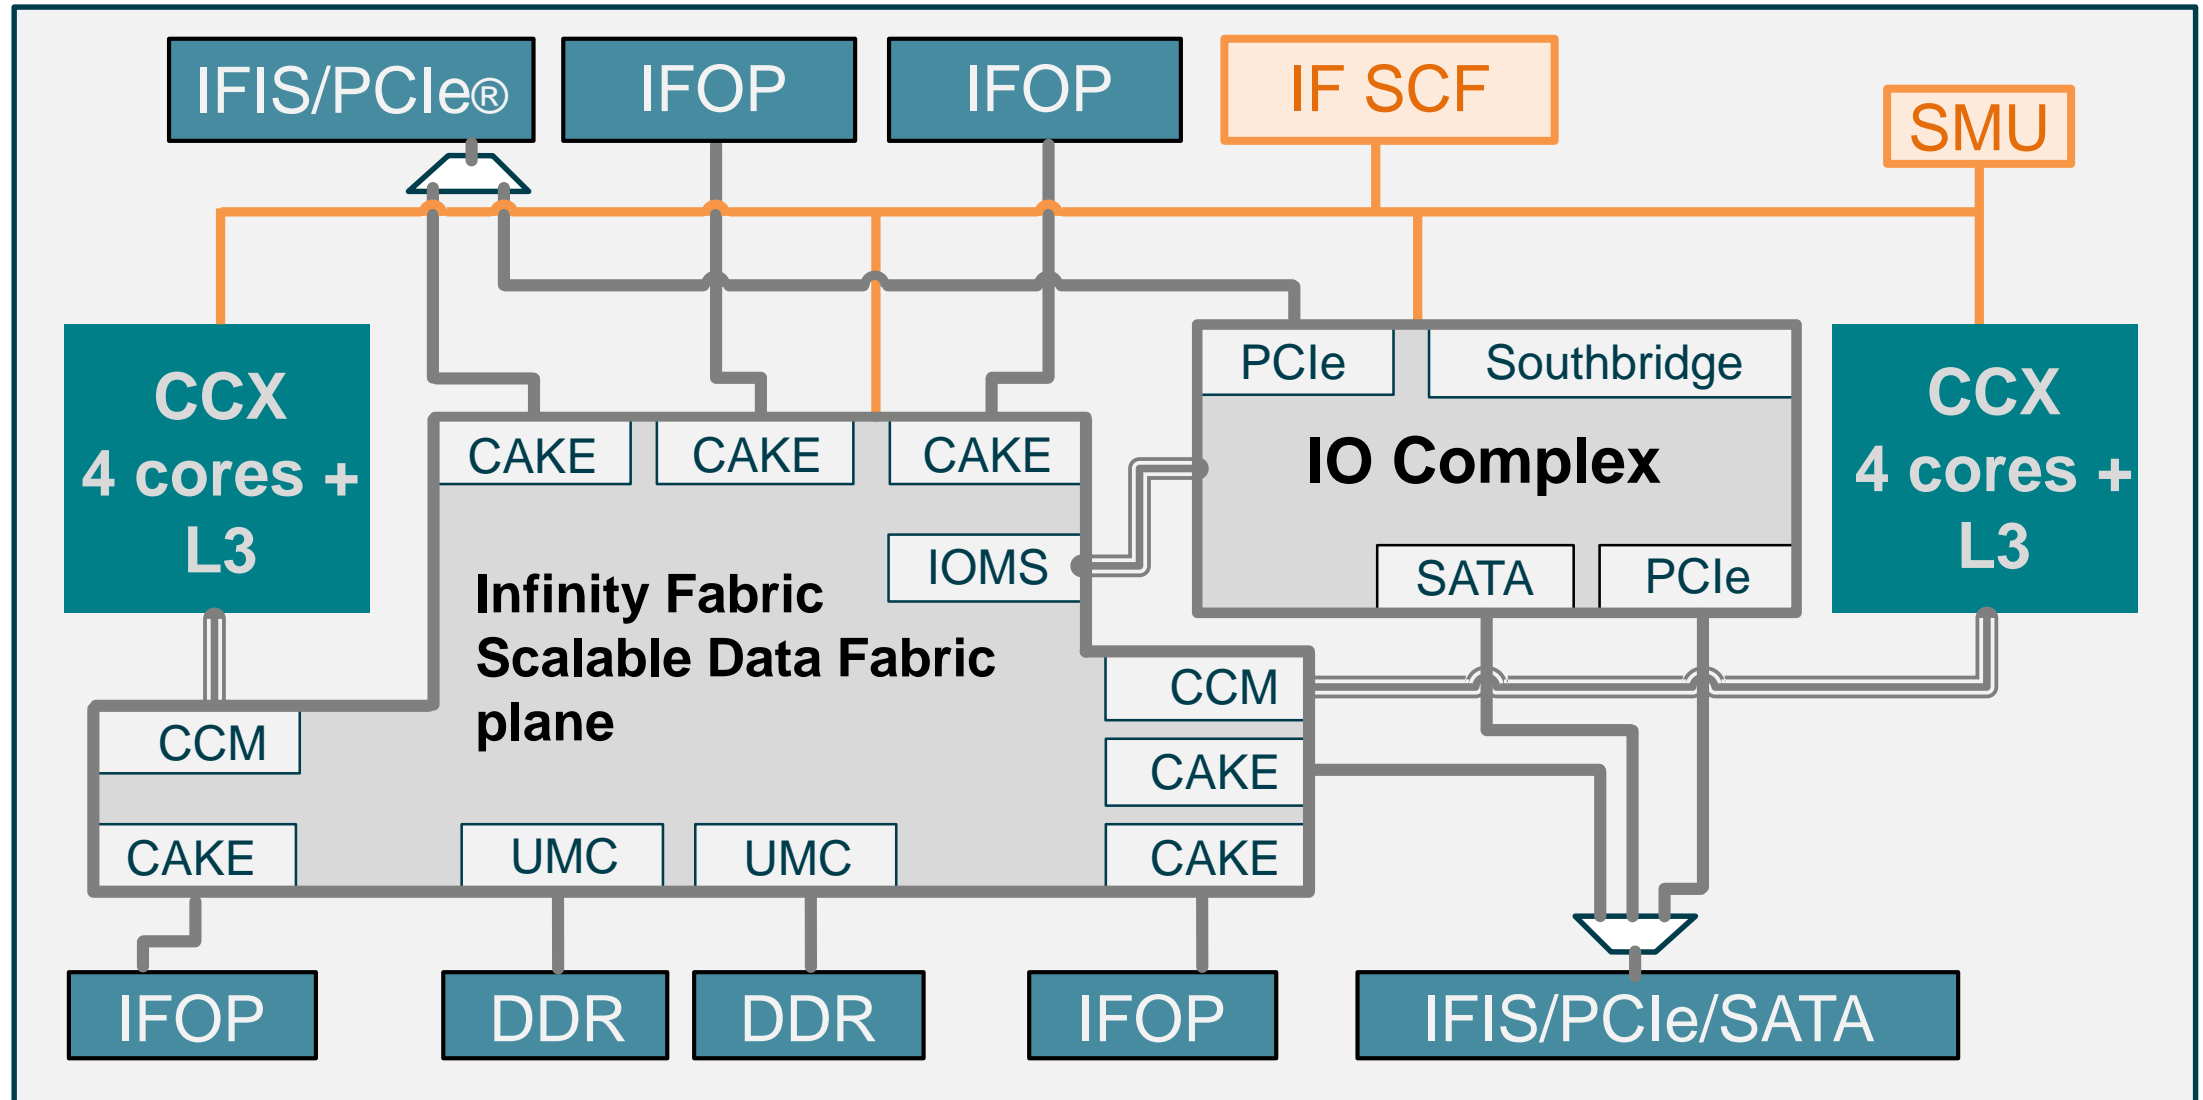 IFIS/PCIe®
IFOP
IFOP
IF SCF
SMU
CCX
4 cores +
L3
PCIe
Southbridge
IO Complex
SATA
PCIe
CCX
4 cores +
L3
CAKE
CAKE
CAKE
IOMS
Infinity Fabric
Scalable Data Fabric
plane
CCM
CCM
CAKE
CAKE
UMC
UMC
CAKE
IFOP
DDR
DDR
IFOP
IFIS/PCIe/SATA